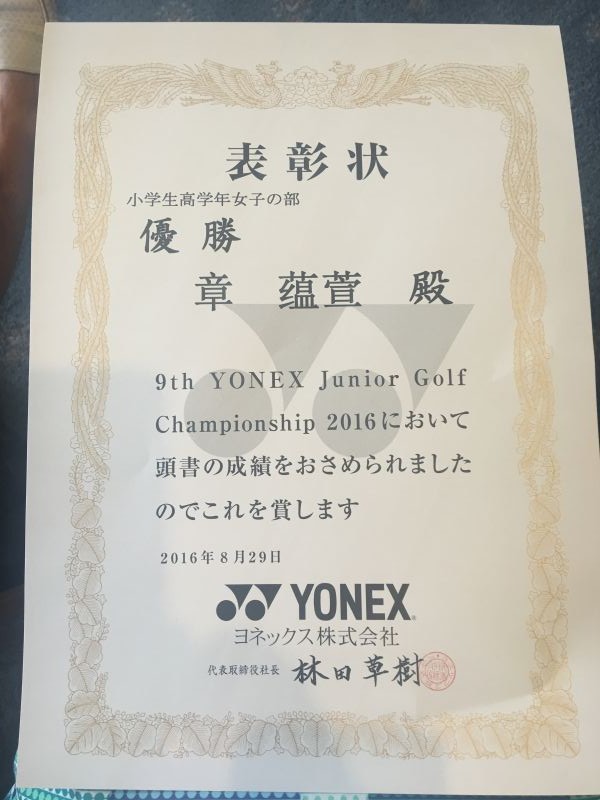 表彰状
小学生高学年女子の部
優勝
章 蕴萱 殿
9th YONEX Junior Golf
Championship 2016において
頭書の成績をおさめられました
のでこれを賞します
2016年8月29日
YONEX®
ヨネックス株式会社
代表取締役社長 林田草樹